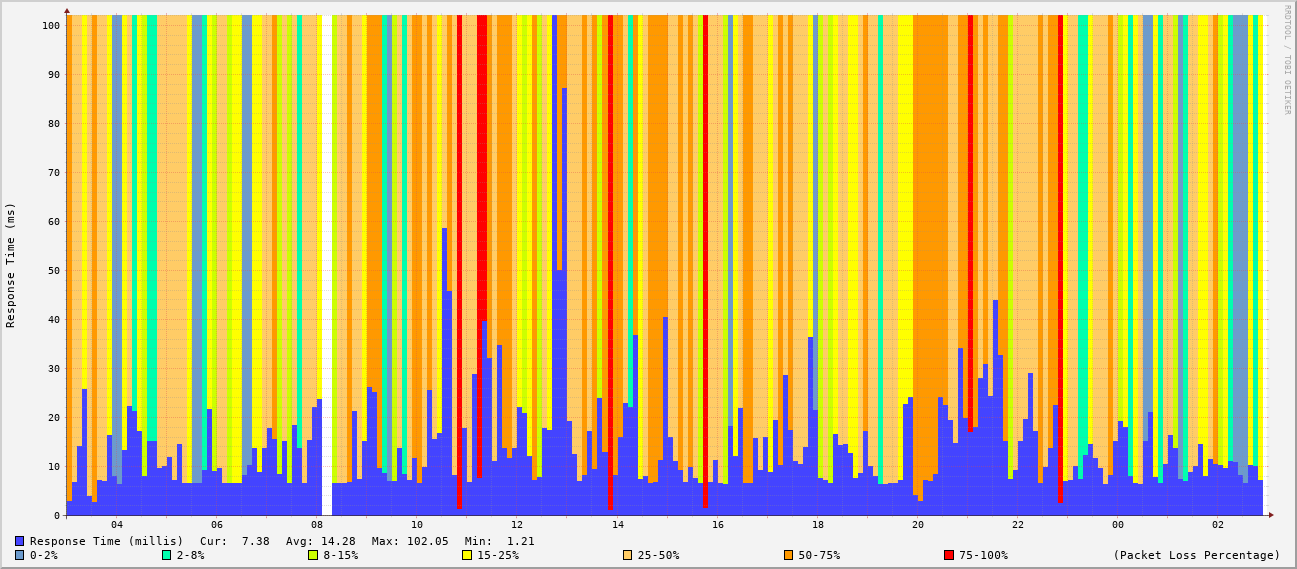 RRDTOOL / TOBI OETIKER
Response Time (ms)
100
90
80
70
60
50
40
30
20
10
0
04 06 08 10 12 14 16 18 20 22 00 02
Response Time (millis) Cur: 7.38 Avg: 14.28 Max: 102.05 Min: 1.21
0-2% 2-8% 8-15% 15-25% 25-50% 50-75% 75-100% (Packet Loss Percentage)